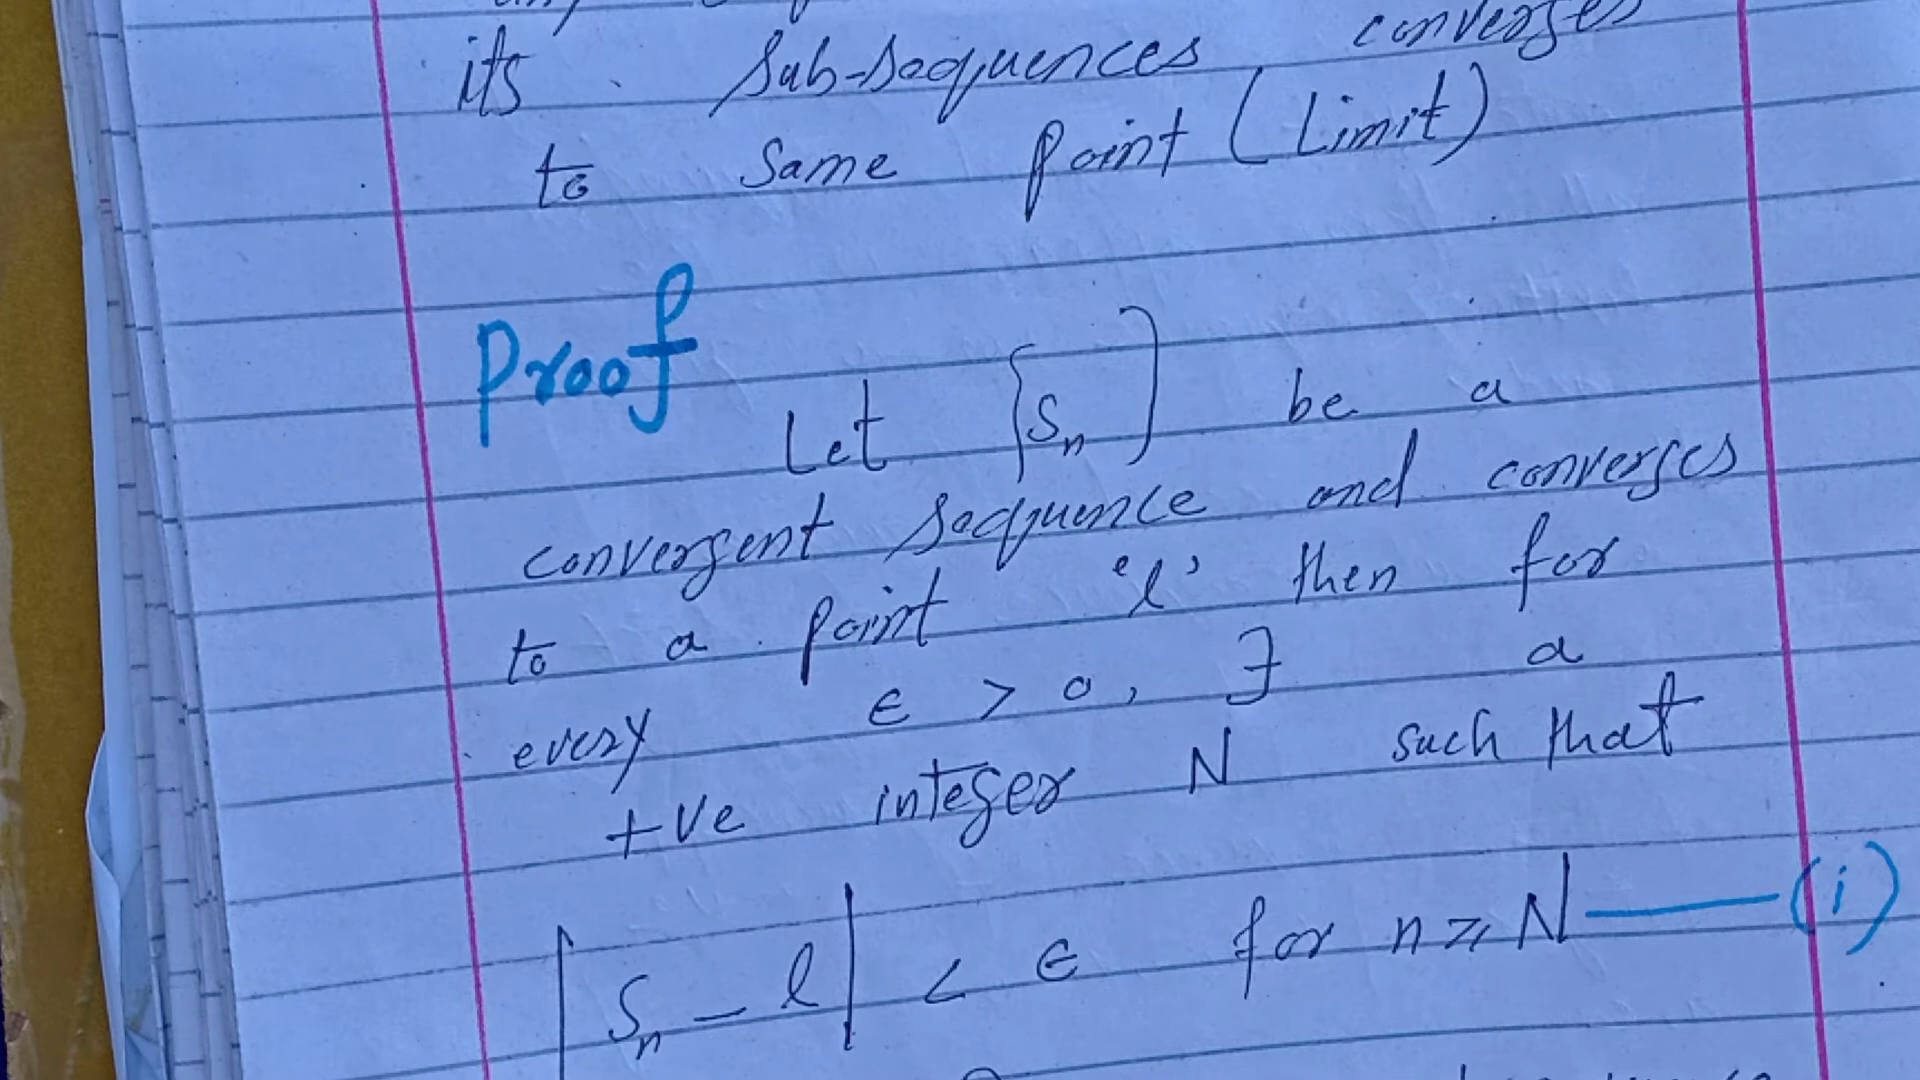 its sub-sequences converges
to same point (Limit)
Proof
Let {Sn} be a
convergent sequence and converges
to a point 'l' then for
every ϵ > 0, ∃ a
+ve integer N such that
|Sn - l| < ϵ for n ≥ N —— (i)